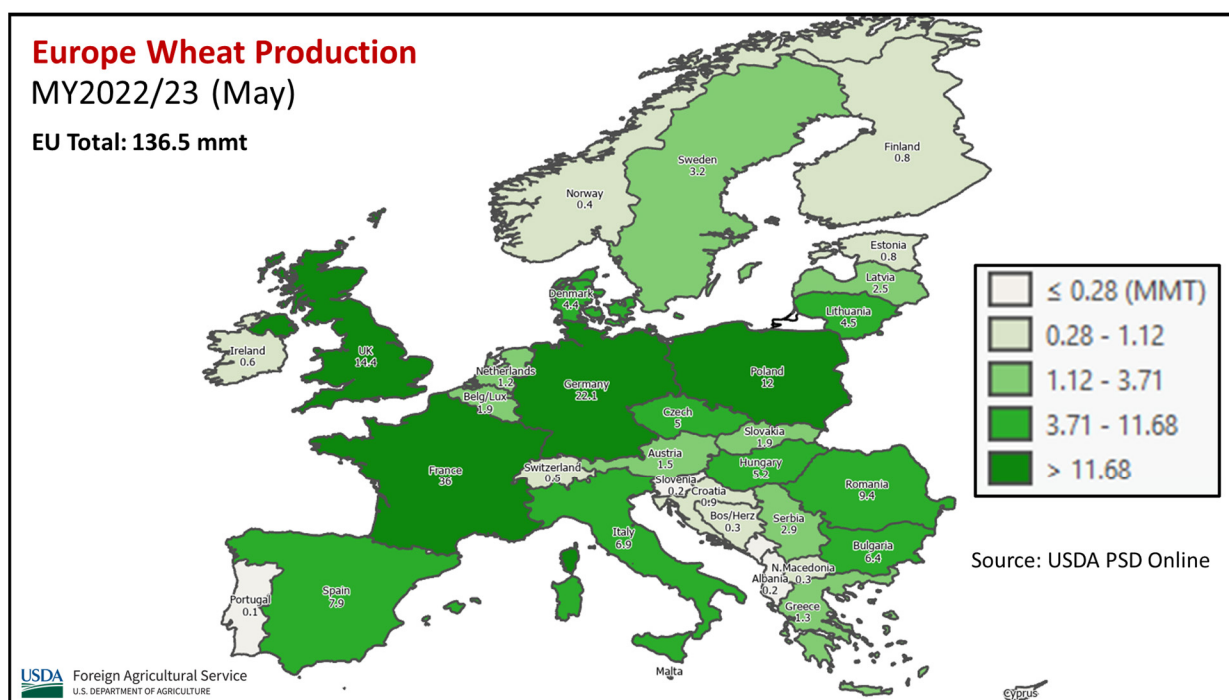 Europe Wheat Production
MY2022/23 (May)
EU Total: 136.5 mmt
Finland
0.8
Sweden
3.2
Norway
0.4
Estonia
0.8
Latvia
2.5
Lithuania
4.5
Denmark
4.4
Ireland
0.6
UK
14.4
Netherlands
1.2
Belg/Lux
1.9
Germany
22.1
Poland
12
Czech
5
Slovakia
1.9
Austria
1.5
Hungary
5.2
France
36
Switzerland
0.5
Slovenia
0.2
Croatia
0.9
Bos/Herz
0.3
Serbia
2.9
Romania
9.4
Italy
6.9
Bulgaria
6.4
N.Macedonia
0.3
Albania
0.2
Greece
1.3
Portugal
0.1
Spain
7.9
Malta
Cyprus
≤ 0.28 (MMT)
0.28 - 1.12
1.12 - 3.71
3.71 - 11.68
> 11.68
Source: USDA PSD Online
USDA
Foreign Agricultural Service
U.S. DEPARTMENT OF AGRICULTURE